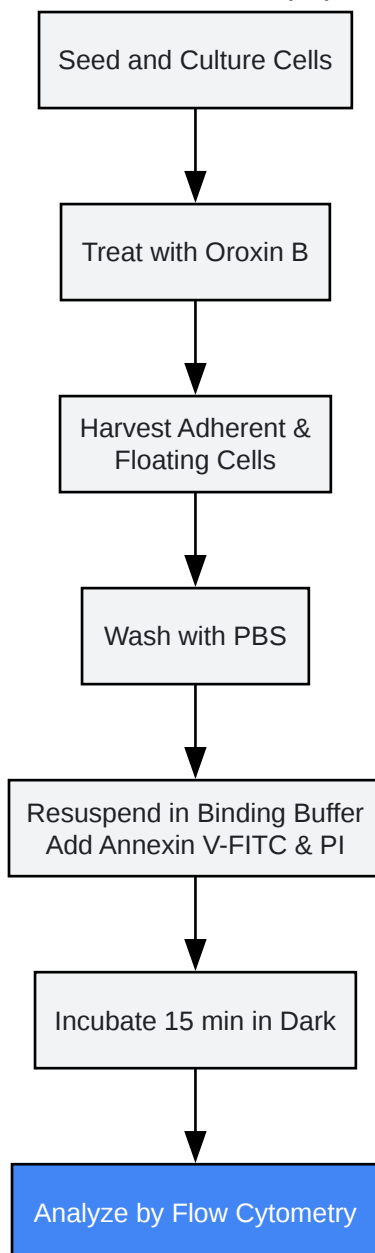 Seed and Culture Cells
Treat with Oroxin B
Harvest Adherent &
Floating Cells
Wash with PBS
Resuspend in Binding Buffer
Add Annexin V-FITC & PI
Incubate 15 min in Dark
Analyze by Flow Cytometry